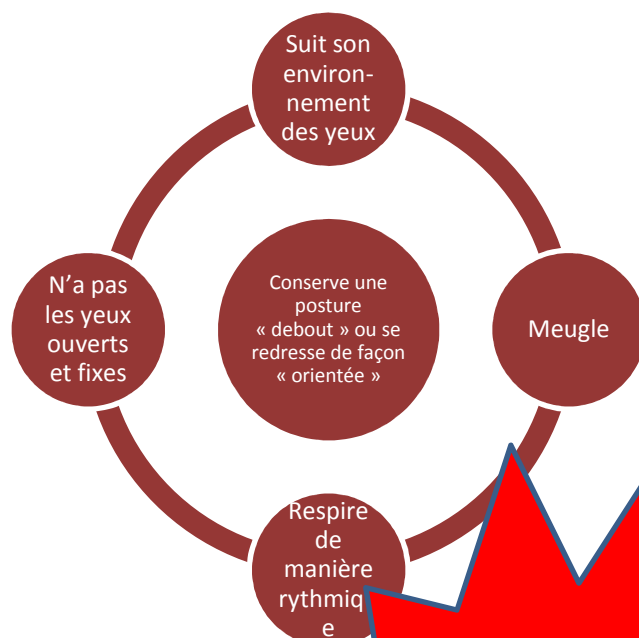 Suit son
environ-
nement
des yeux
N'a pas
les yeux
ouverts
et fixes
Conserve une
posture
« debout » ou se
redresse de façon
« orientée »
Meugle
Respire
de
manière
rythmiqu
e